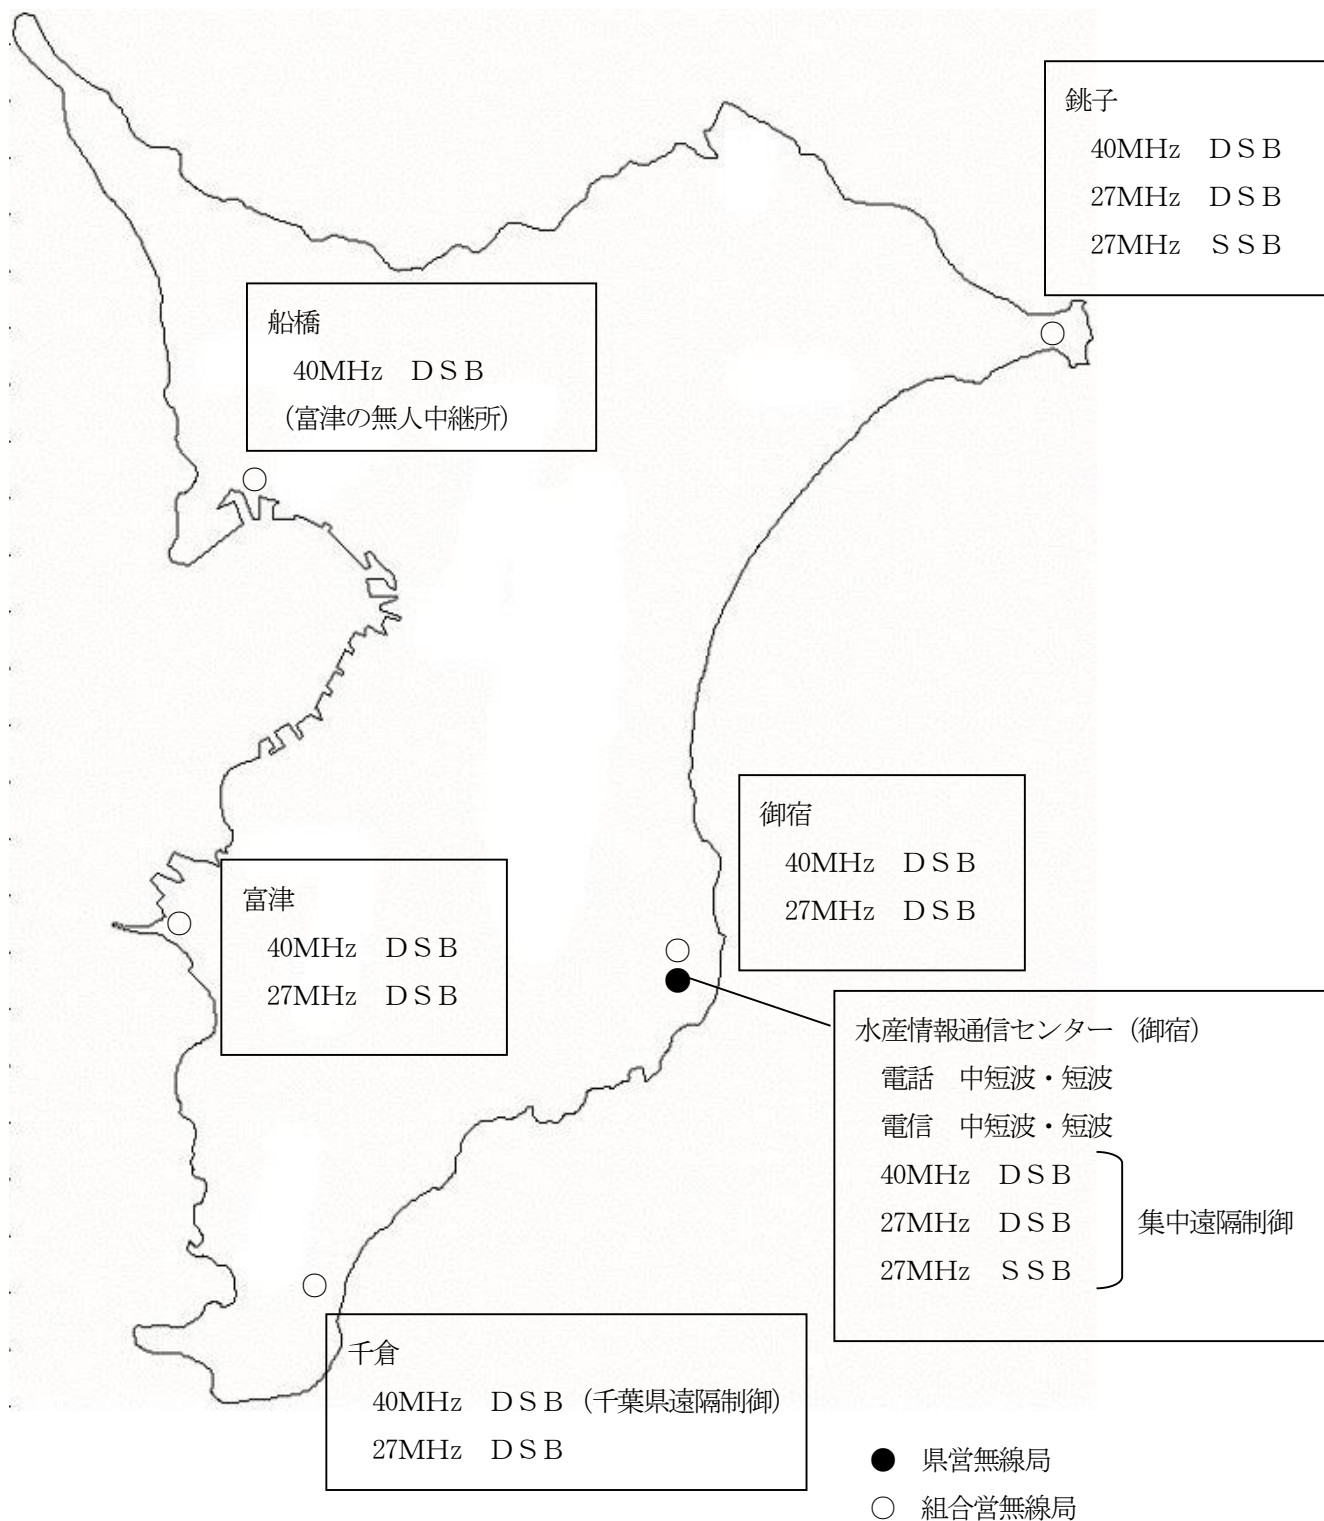 銚子
40MHz　ＤＳＢ
27MHz　ＤＳＢ
27MHz　ＳＳＢ
船橋
40MHz　ＤＳＢ
（富津の無人中継所）
御宿
40MHz　ＤＳＢ
27MHz　ＤＳＢ
富津
40MHz　ＤＳＢ
27MHz　ＤＳＢ
水産情報通信センター（御宿）
電話　中短波・短波
電信　中短波・短波
40MHz　ＤＳＢ
27MHz　ＤＳＢ
27MHz　ＳＳＢ
集中遠隔制御
千倉
40MHz　ＤＳＢ（千葉県遠隔制御）
27MHz　ＤＳＢ
●　県営無線局
○　組合営無線局